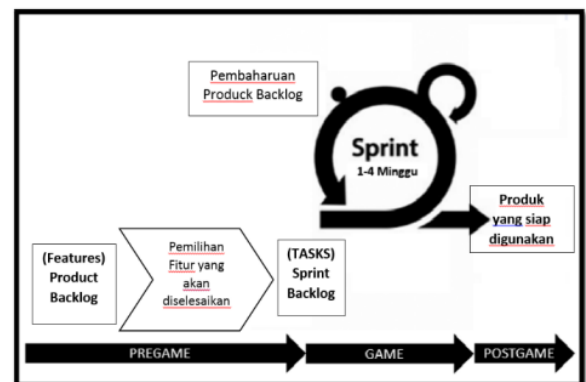 Pembaharuan
Produck Backlog
Sprint
1-4 Minggu
Produk
yang siap
digunakan
(Features)
Product
Backlog
Pemilihan
Fitur yang
akan
diselesaikan
(TASKS)
Sprint
Backlog
PREGAME
GAME
POSTGAME